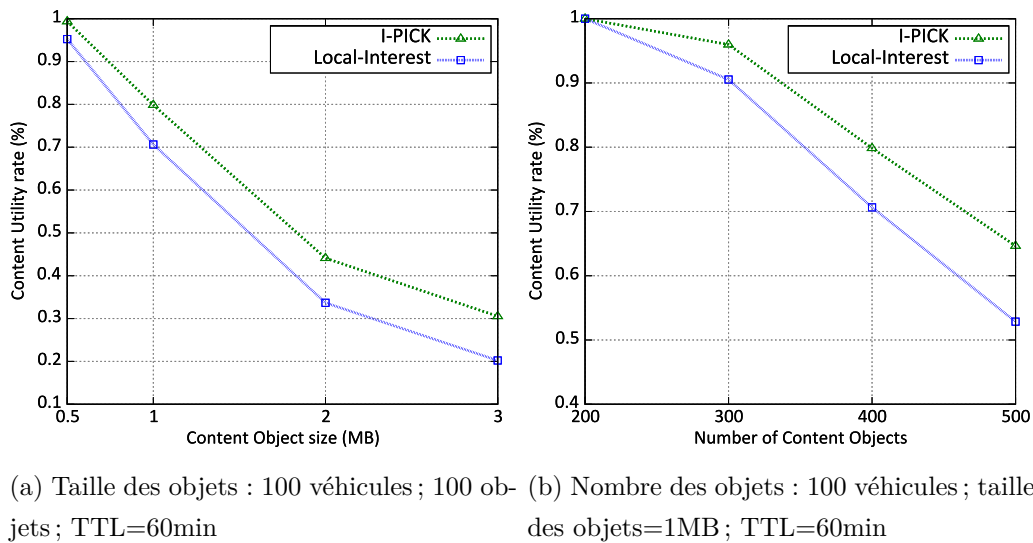 1
0.9
0.8
0.7
0.6
0.5
0.4
0.3
0.2
0.1
0.5
1
2
3
Content Utility rate (%)
Content Object size (MB)
I-PICK
Local-Interest
1
0.9
0.8
0.7
0.6
0.5
0.4
200
300
400
500
Content Utility rate (%)
Number of Content Objects
I-PICK
Local-Interest
(a) Taille des objets : 100 véhicules ; 100 ob-
jets ; TTL=60min
(b) Nombre des objets : 100 véhicules ; taille
des objets=1MB ; TTL=60min